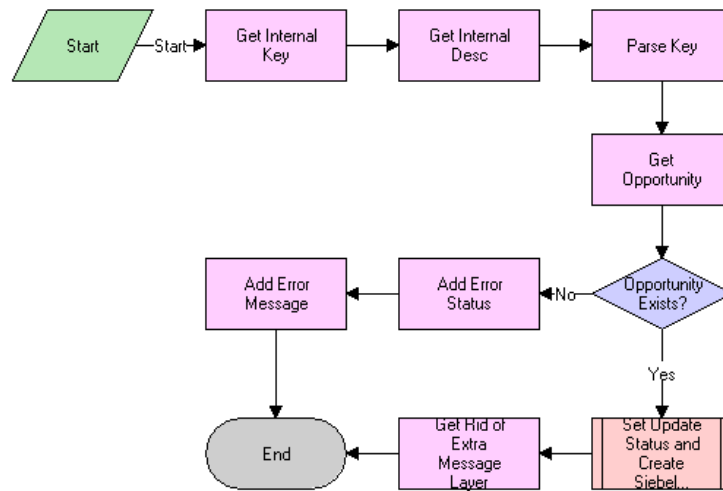 Start
Start
Get Internal
Key
Get Internal
Desc
Parse Key
Get
Opportunity
Opportunity
Exists?
No
Add Error
Status
Add Error
Message
Yes
Set Update
Status and
Create
Siebel...
Get Rid of
Extra
Message
Layer
End